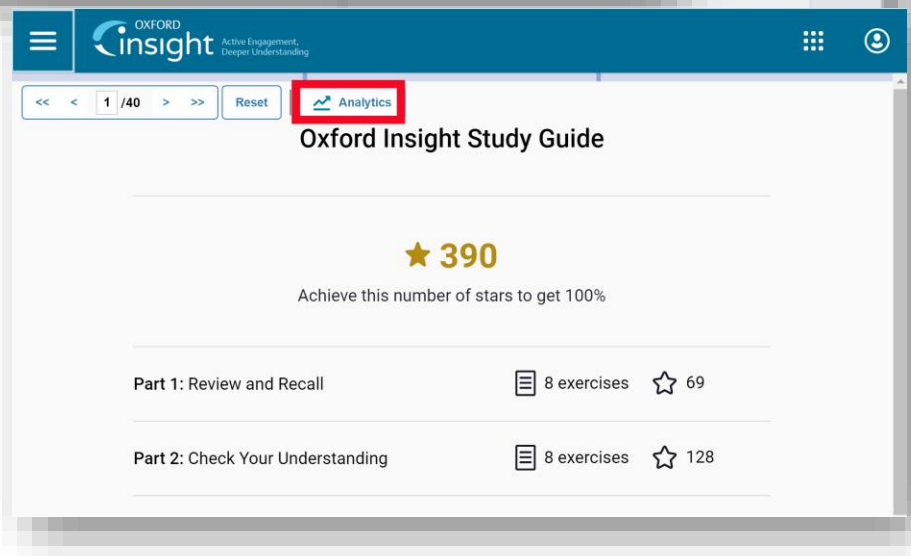 OXFORD
insight
Active Engagement,
Deeper Understanding
<< < 1 /40 > >> Reset Analytics
Oxford Insight Study Guide
390
Achieve this number of stars to get 100%
Part 1: Review and Recall 8 exercises 69
Part 2: Check Your Understanding 8 exercises 128